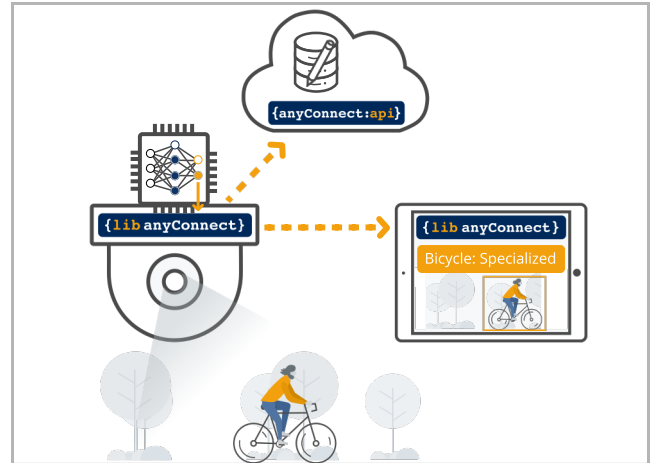 {anyConnect:api}
{lib anyConnect}
{lib anyConnect}
Bicycle: Specialized